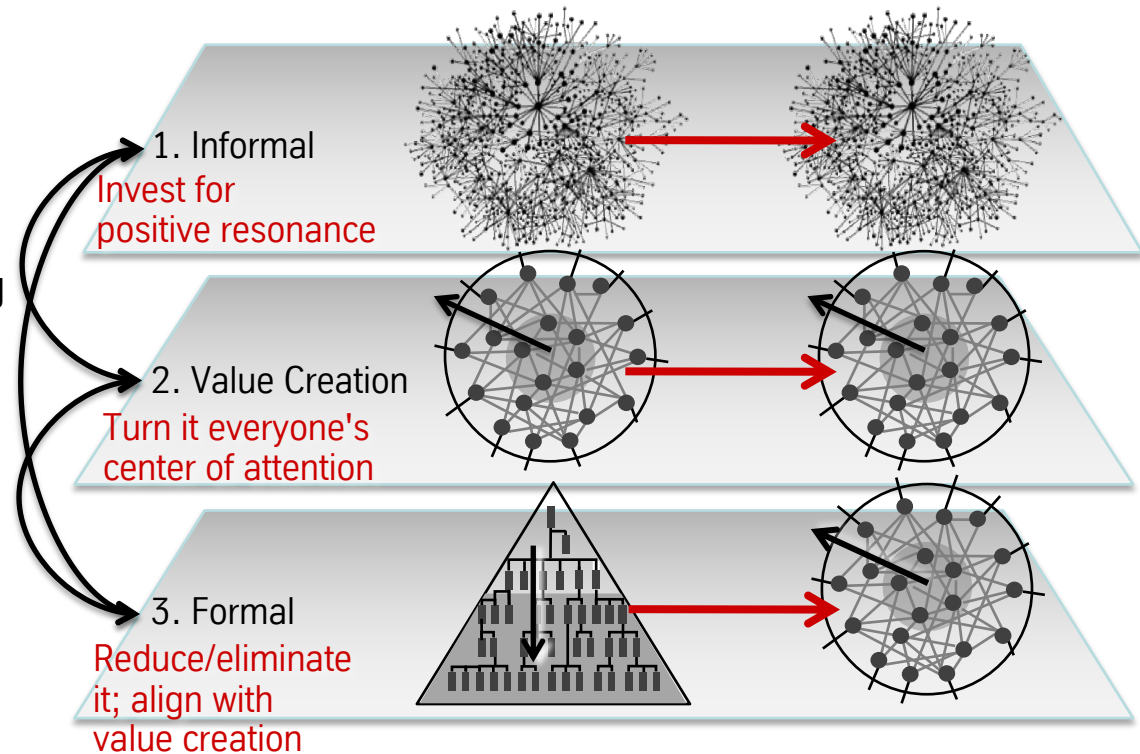 1. Informal
Invest for
positive resonance
2. Value Creation
Turn it everyone's
center of attention
3. Formal
Reduce/eliminate
it; align with
value creation